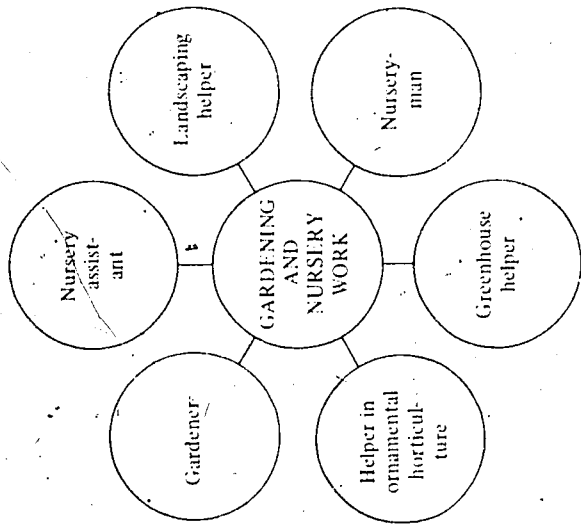 Nursery
assist-
ant
Gardener
Landscaping
helper
GARDENING
AND
NURSERY
WORK
Helper in
ornamental
horticul-
ture
Nursery-
man
Greenhouse
helper